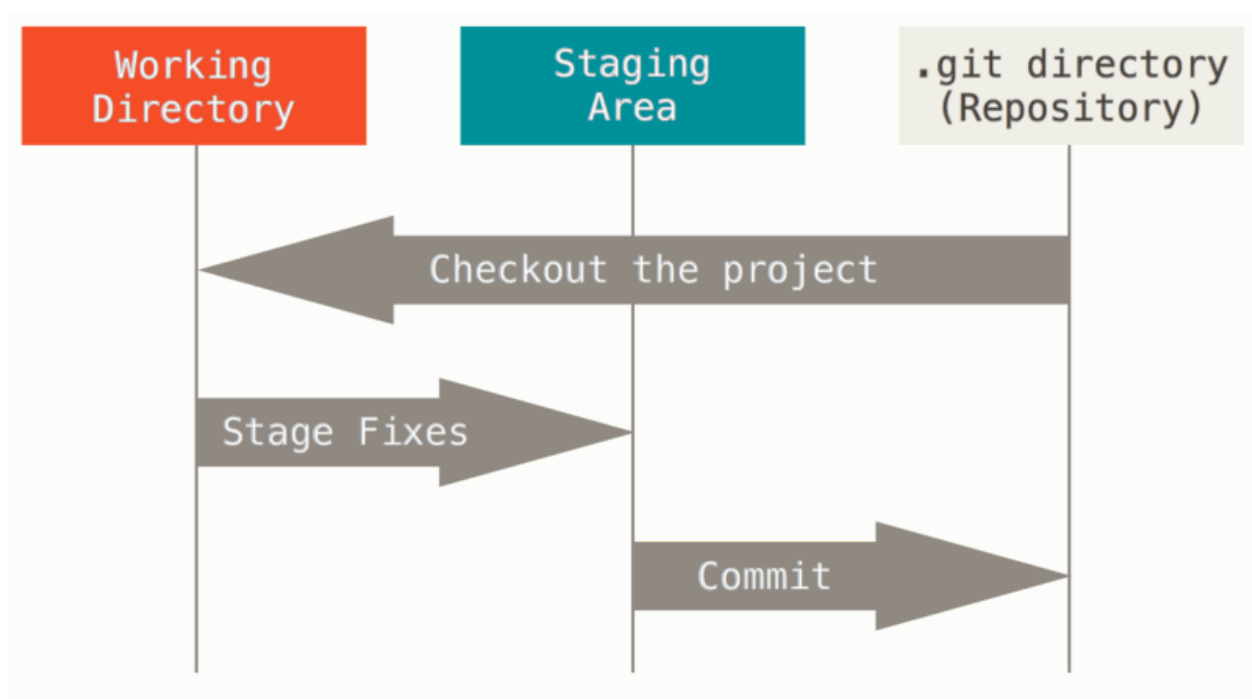 Working
Directory
Staging
Area
.git directory
(Repository)
Checkout the project
Stage Fixes
Commit